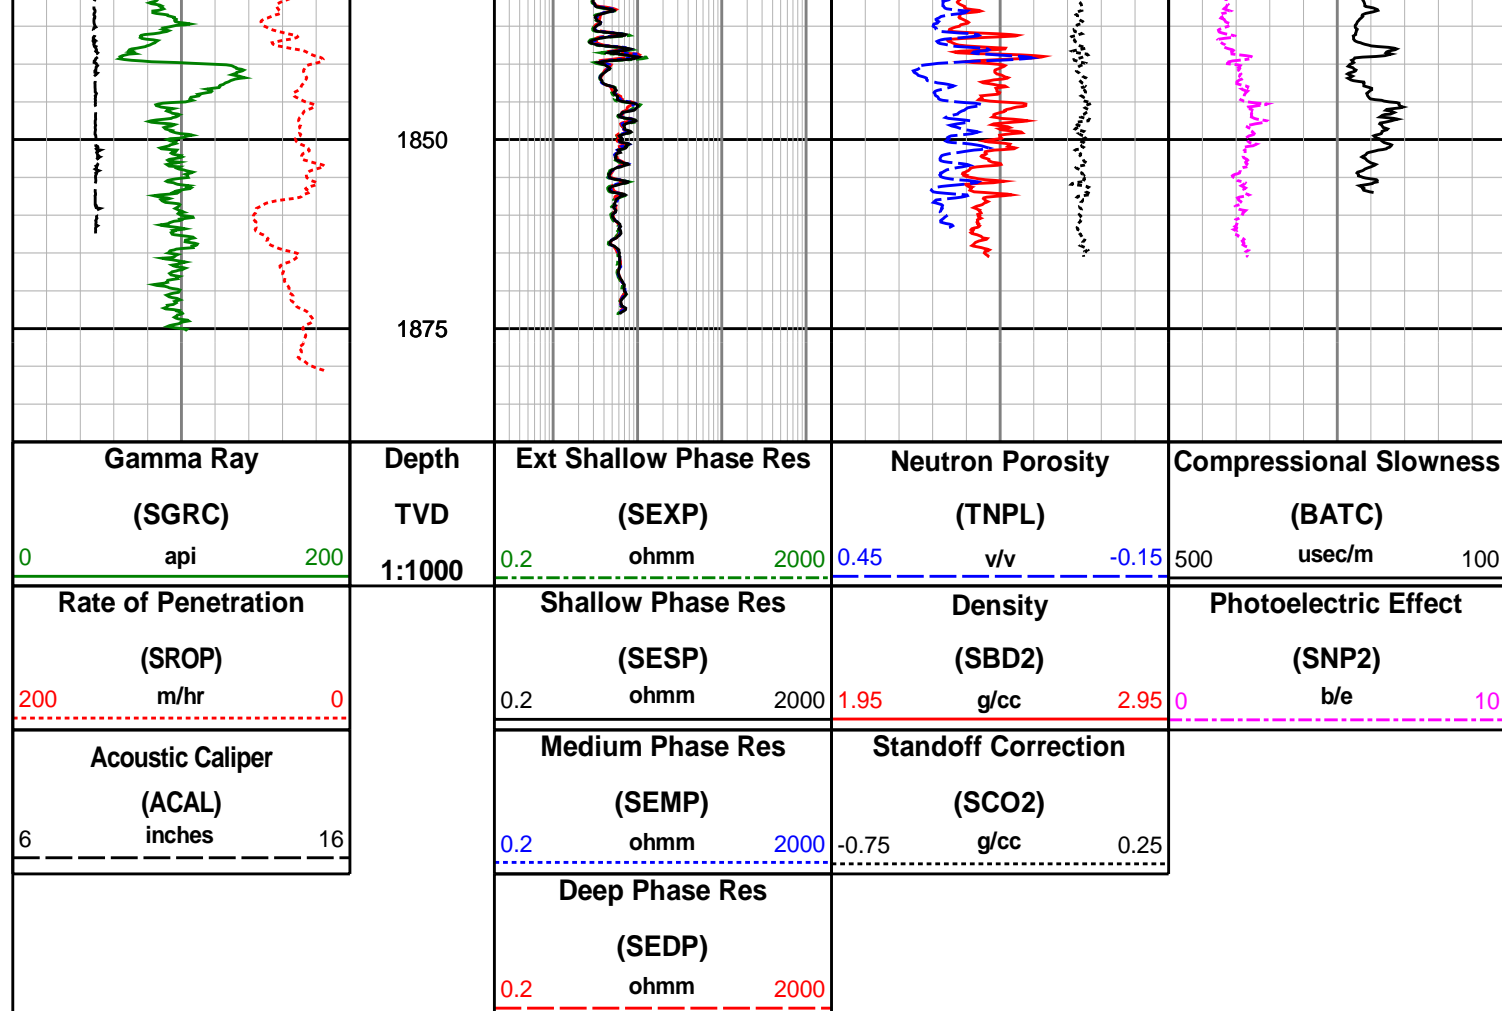 1850
1875
Gamma Ray
(SGRC)
0 api 200
Rate of Penetration
(SROP)
200 m/hr 0
Acoustic Caliper
(ACAL)
6 inches 16
Depth
TVD
1:1000
Ext Shallow Phase Res
(SEXP)
0.2 ohmm 2000
Shallow Phase Res
(SESP)
0.2 ohmm 2000
Medium Phase Res
(SEMP)
0.2 ohmm 2000
Deep Phase Res
(SEDP)
0.2 ohmm 2000
Neutron Porosity
(TNPL)
0.45 v/v -0.15
Density
(SBD2)
1.95 g/cc 2.95
Standoff Correction
(SCO2)
-0.75 g/cc 0.25
Compressional Slowness
(BATC)
500 usec/m 100
Photoelectric Effect
(SNP2)
0 b/e 10